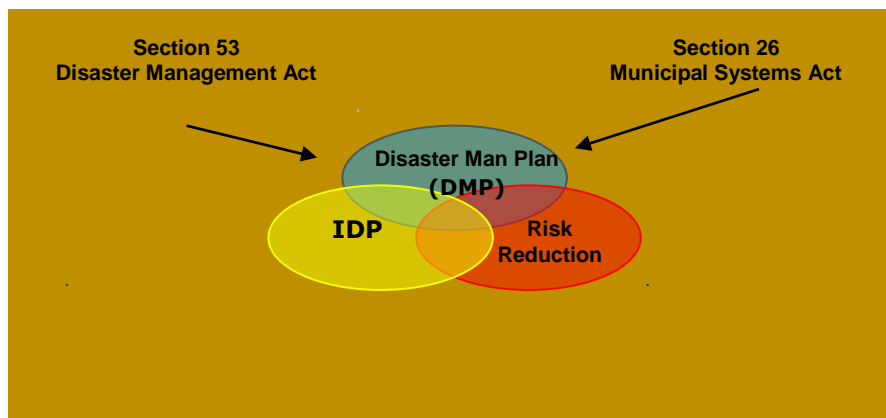 Section 53
Disaster Management Act
Section 26
Municipal Systems Act
Disaster Man Plan
(DMP)
IDP
Risk
Reduction